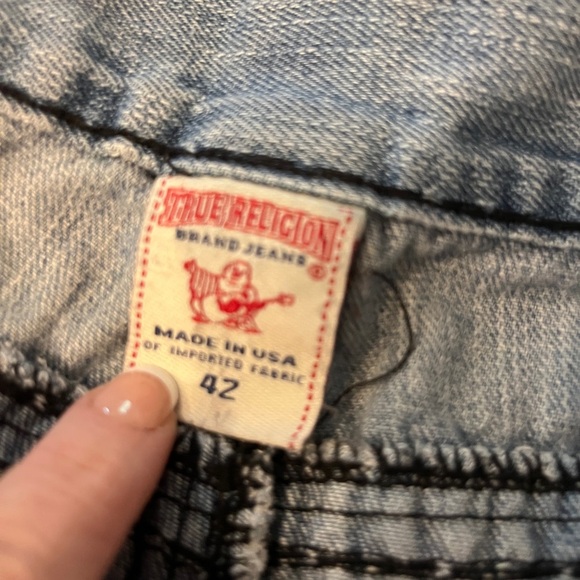 TRUE RELIGION
BRAND JEANS
®
MADE IN USA
OF IMPORTED FABRIC
42